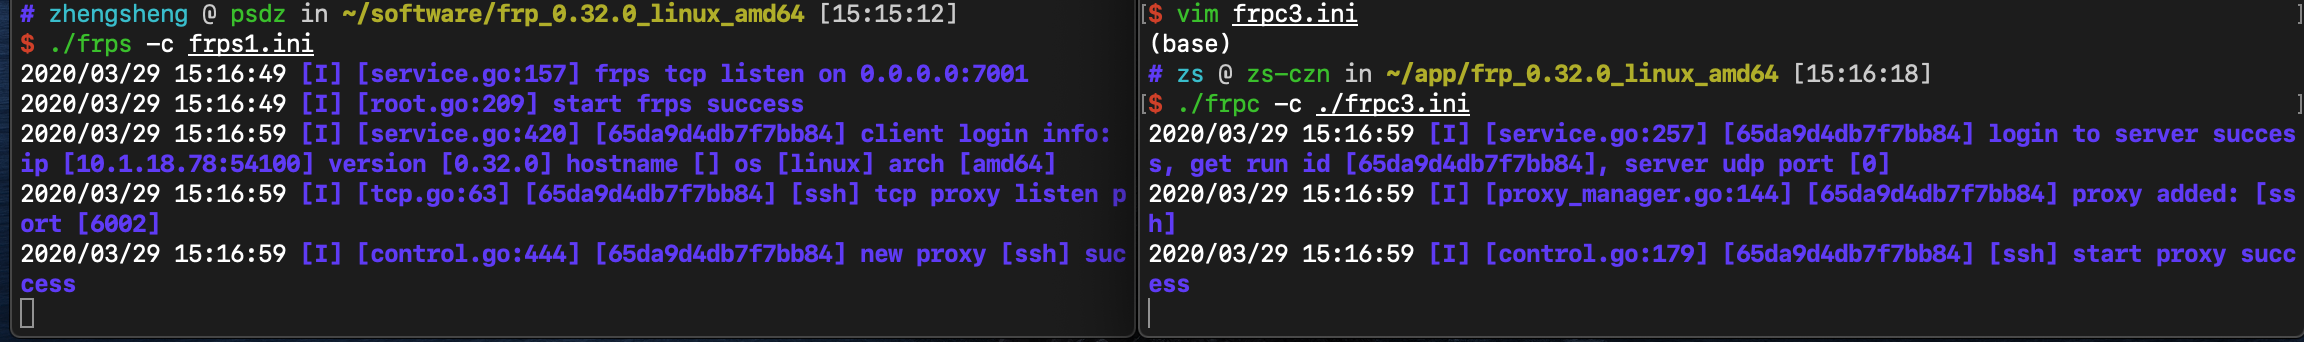 # zhengsheng @ psdz in ~/software/frp_0.32.0_linux_amd64 [15:15:12]
$ ./frps -c frps1.ini
2020/03/29 15:16:49 [I] [service.go:157] frps tcp listen on 0.0.0.0:7001
2020/03/29 15:16:49 [I] [root.go:209] start frps success
2020/03/29 15:16:59 [I] [service.go:420] [65da9d4db7f7bb84] client login info:
ip [10.1.18.78:54100] version [0.32.0] hostname [] os [linux] arch [amd64]
2020/03/29 15:16:59 [I] [tcp.go:63] [65da9d4db7f7bb84] [ssh] tcp proxy listen p
ort [6002]
2020/03/29 15:16:59 [I] [control.go:444] [65da9d4db7f7bb84] new proxy [ssh] suc
cess
[$ vim frpc3.ini ]
(base)
# zs @ zs-czn in ~/app/frp_0.32.0_linux_amd64 [15:16:18]
[$ ./frpc -c ./frpc3.ini ]
2020/03/29 15:16:59 [I] [service.go:257] [65da9d4db7f7bb84] login to server succes
s, get run id [65da9d4db7f7bb84], server udp port [0]
2020/03/29 15:16:59 [I] [proxy_manager.go:144] [65da9d4db7f7bb84] proxy added: [ss
h]
2020/03/29 15:16:59 [I] [control.go:179] [65da9d4db7f7bb84] [ssh] start proxy succ
ess